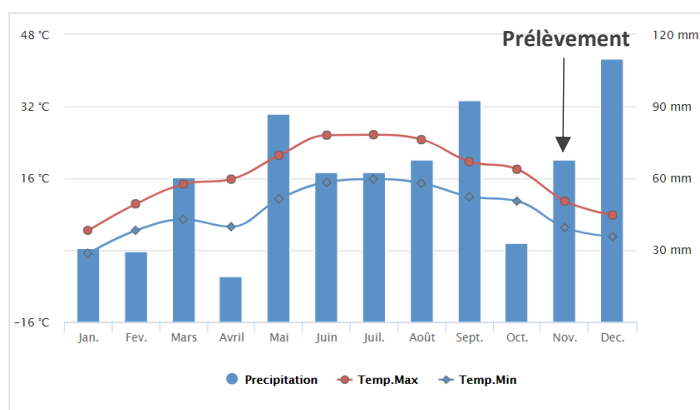 48 °C
Prélèvement
120 mm
32 °C
90 mm
16 °C
60 mm
30 mm
-16 °C
Jan. Fev. Mars Avril Mai Juin Juil. Août Sept. Oct. Nov. Dec.
Precipitation Temp.Max Temp.Min